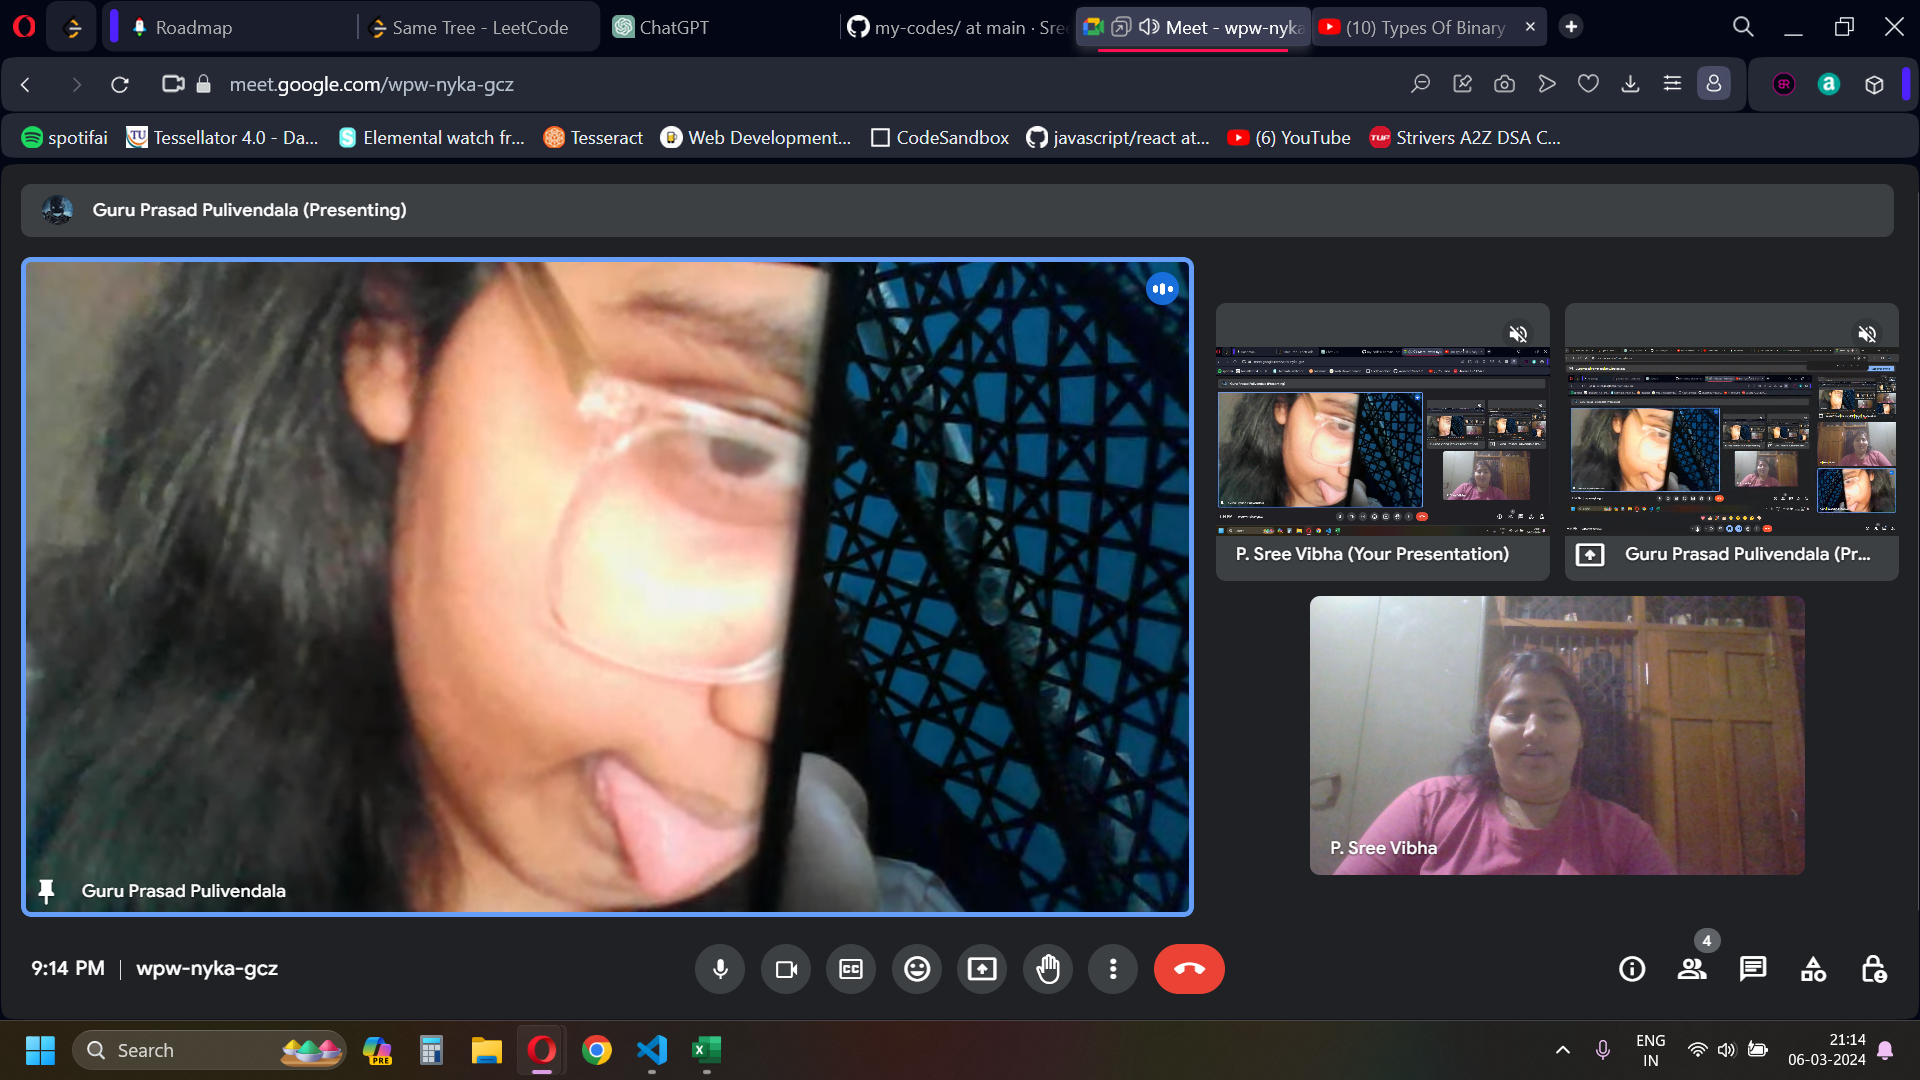 Roadmap
Same Tree - LeetCode
ChatGPT
my-codes/ at main · Sree
Meet - wpw-nyka
(10) Types Of Binary
meet.google.com/wpw-nyka-gcz
spotifai
Tessellator 4.0 - Da...
Elemental watch fr...
Tesseract
Web Development...
CodeSandbox
javascript/react at...
(6) YouTube
Strivers A2Z DSA C...
Guru Prasad Pulivendala (Presenting)
P. Sree Vibha (Your Presentation)
Guru Prasad Pulivendala (Pr...
P. Sree Vibha
Guru Prasad Pulivendala
9:14 PM
wpw-nyka-gcz
4
Search
PRE
ENG
IN
21:14
06-03-2024